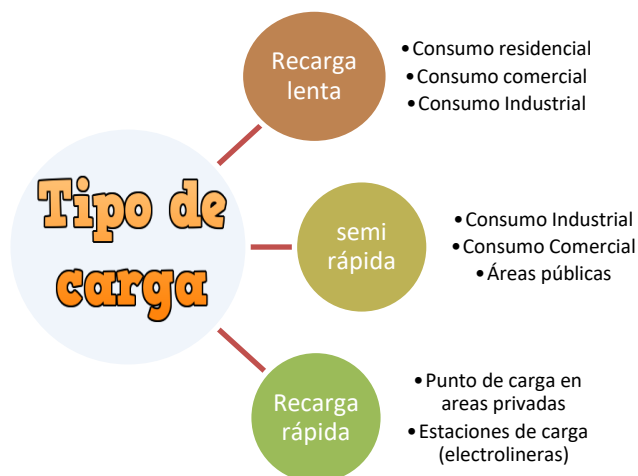 Tipo de
carga
Recarga
lenta
•Consumo residencial
•Consumo comercial
•Consumo Industrial
semi
rápida
•Consumo Industrial
•Consumo Comercial
•Áreas públicas
Recarga
rápida
•Punto de carga en
areas privadas
•Estaciones de carga
(electrolineras)